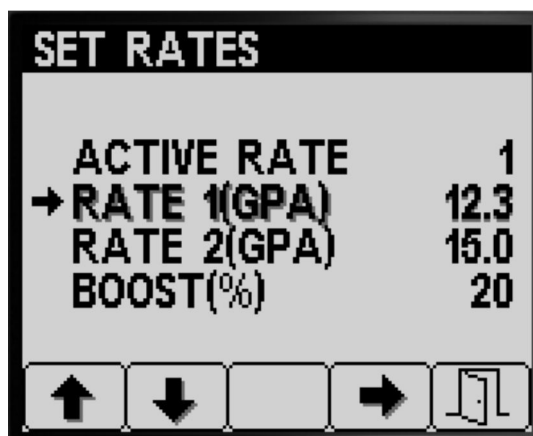 SET RATES
ACTIVE RATE 1
RATE 1(GPA) 12.3
RATE 2(GPA) 15.0
BOOST(%) 20